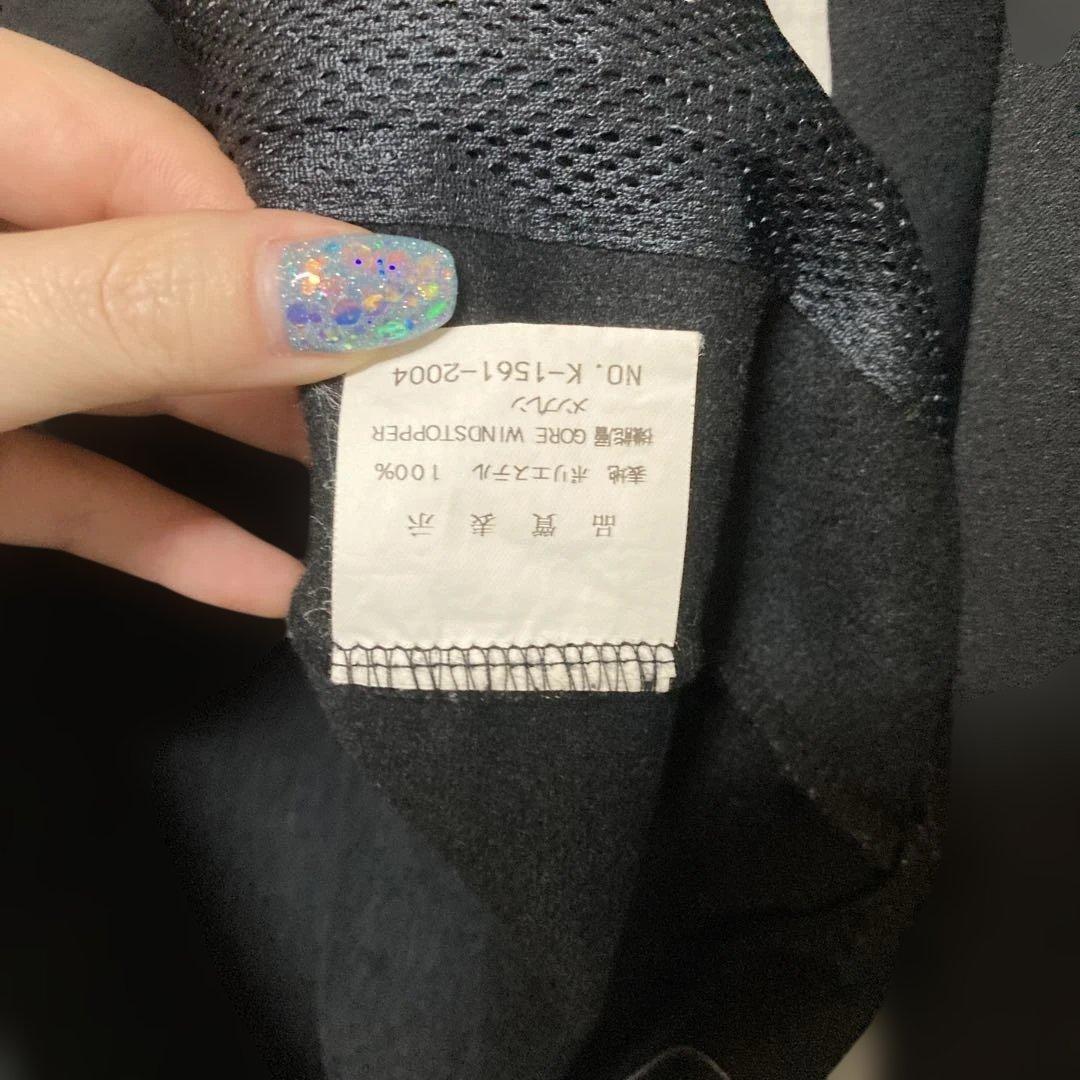 品質表示
表地 ポリエステル 100%
機能層 GORE WINDSTOPPER
メンブレン
NO. K-1561-2004